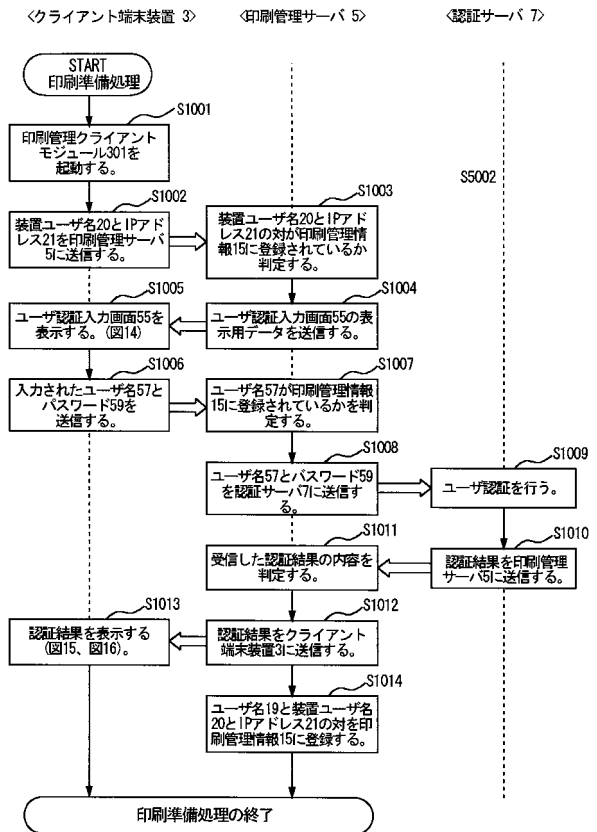 〈クライアント端末装置 3〉
〈印刷管理サーバ 5〉
〈認証サーバ 7〉
START
印刷準備処理
S1001
印刷管理クライアント
モジュール301を
起動する。
S5002
S1002
装置ユーザ名20とIPアド
レス21を印刷管理サーバ
5に送信する。
S1003
装置ユーザ名20とIPアド
レス21の対が印刷管理情
報15に登録されているか
判定する。
S1005
ユーザ認証入力画面55を
表示する。(図14)
S1004
ユーザ認証入力画面55の表
示用データを送信する。
S1006
入力されたユーザ名57と
パスワード59を
送信する。
S1007
ユーザ名57が印刷管理情報
15に登録されているかを判
定する。
S1008
ユーザ名57とパスワード59
を認証サーバ7に送信す
る。
S1009
ユーザ認証を行う。
S1011
受信した認証結果の内容を
判定する。
S1010
認証結果を印刷管理
サーバ5に送信する。
S1013
認証結果を表示する
(図15、図16)。
S1012
認証結果をクライアント
端末装置3に送信する。
S1014
ユーザ名19と装置ユーザ名
20とIPアドレス21の対を印
刷管理情報15に登録する。
印刷準備処理の終了